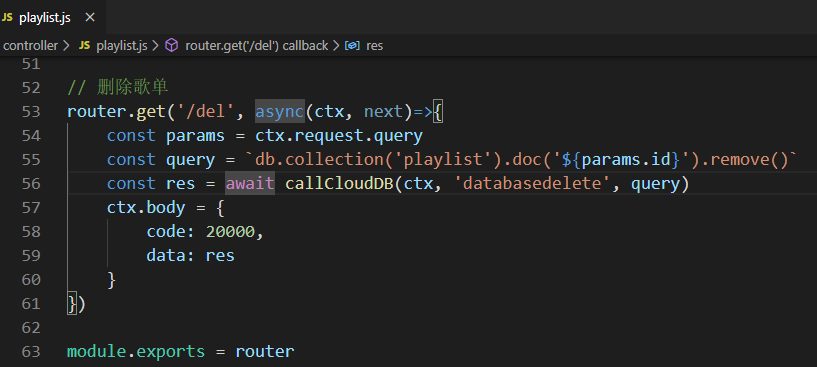 JS playlist.js ×
controller > JS playlist.js > router.get('/del') callback > res
51
52 // 删除歌单
53 router.get('/del', async(ctx, next)=>{
54     const params = ctx.request.query
55     const query = `db.collection('playlist').doc('${params.id}').remove()`
56     const res = await callCloudDB(ctx, 'databasedelete', query)
57     ctx.body = {
58         code: 20000,
59         data: res
60     }
61 })
62
63 module.exports = router